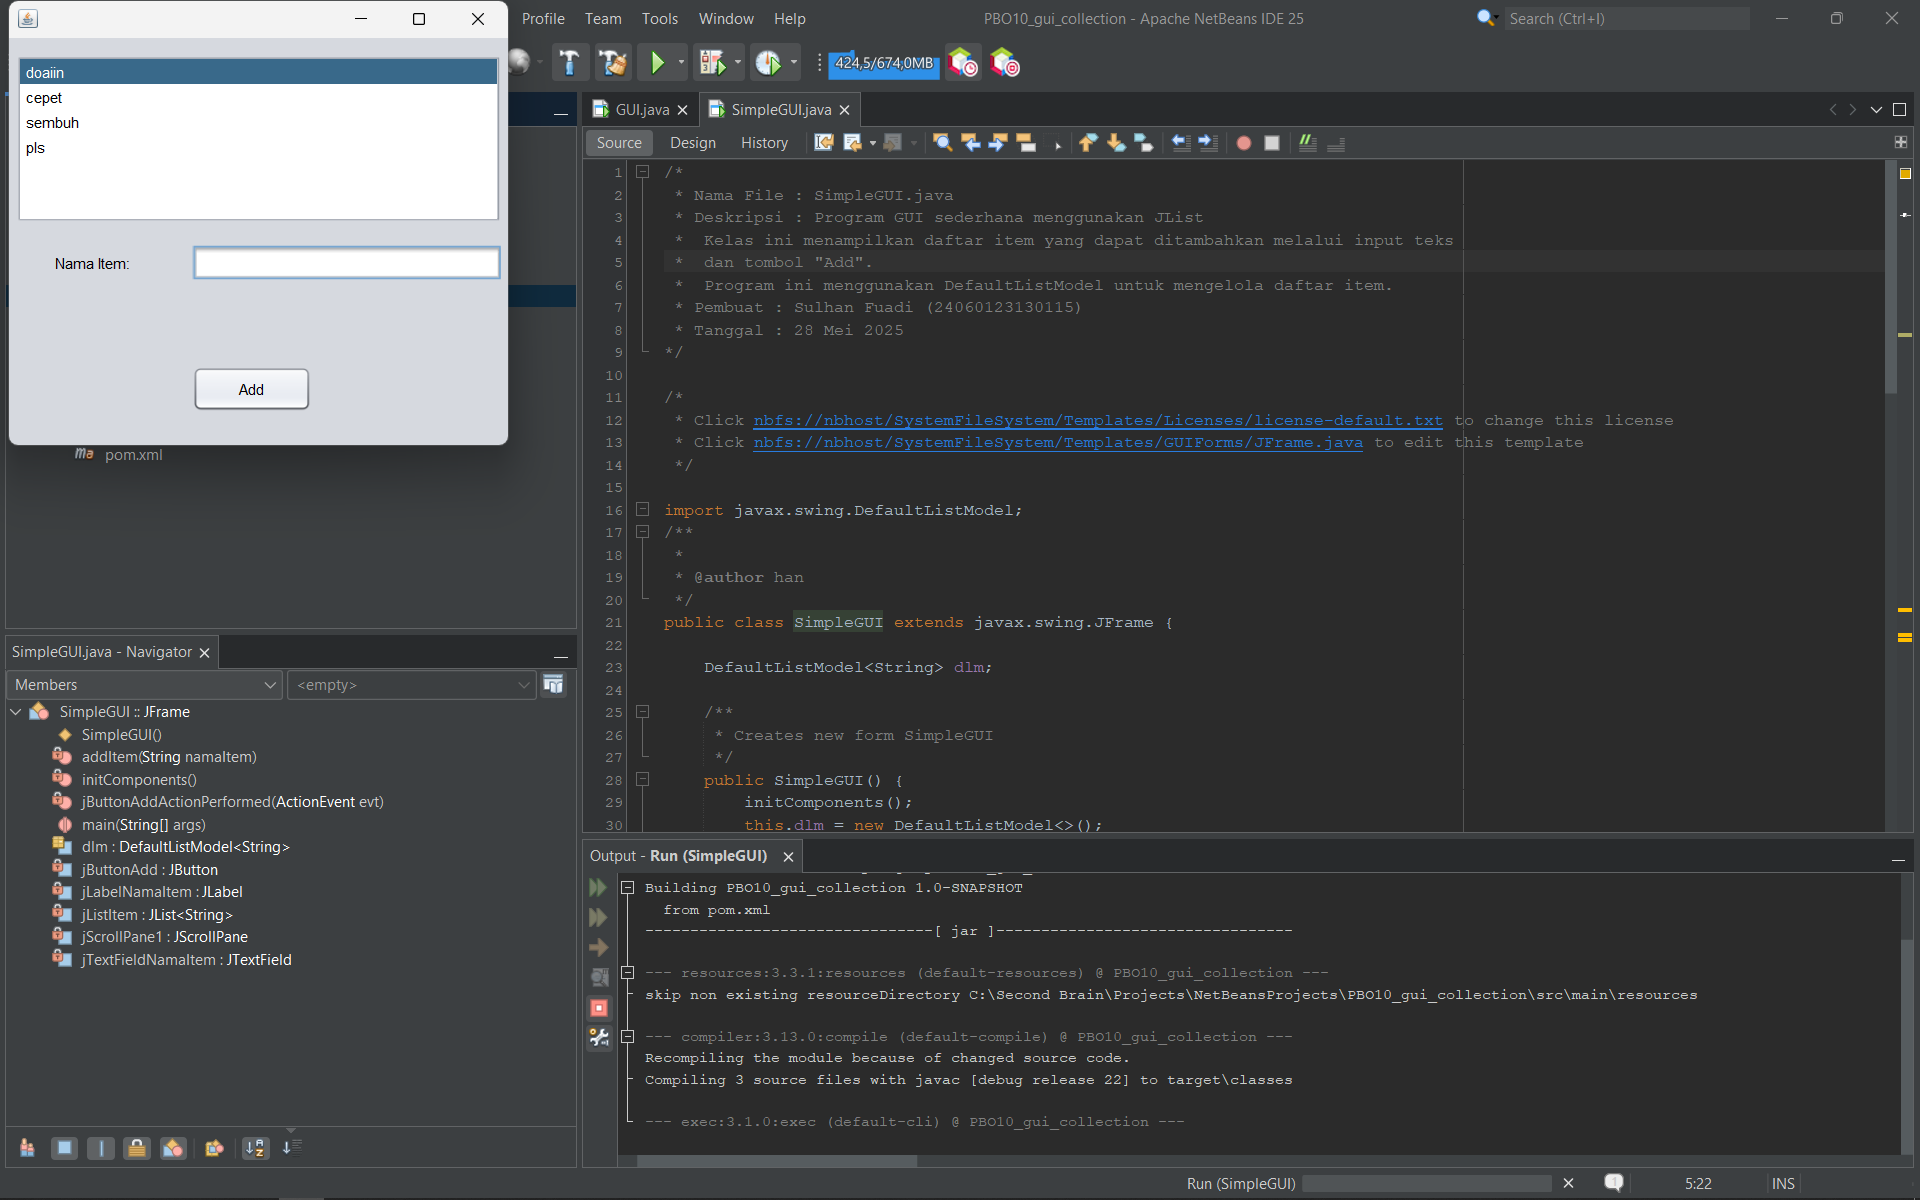 Profile Team Tools Window Help
PBO10_gui_collection - Apache NetBeans IDE 25
Search (Ctrl+I)
424,5/674,0MB
doaiin
cepet
sembuh
pls
Nama Item:
Add
pom.xml
GUI.java
SimpleGUI.java
Source Design History
1 /*
2 * Nama File : SimpleGUI.java
3 * Deskripsi : Program GUI sederhana menggunakan JList
4 *  Kelas ini menampilkan daftar item yang dapat ditambahkan melalui input teks
5 *  dan tombol "Add".
6 *  Program ini menggunakan DefaultListModel untuk mengelola daftar item.
7 * Pembuat : Sulhan Fuadi (24060123130115)
8 * Tanggal : 28 Mei 2025
9 */
10
11 /*
12 * Click nbfs://nbhost/SystemFileSystem/Templates/Licenses/license-default.txt to change this license
13 * Click nbfs://nbhost/SystemFileSystem/Templates/GUIForms/JFrame.java to edit this template
14 */
15
16 import javax.swing.DefaultListModel;
17 /**
18 *
19 * @author han
20 */
21 public class SimpleGUI extends javax.swing.JFrame {
22
23 DefaultListModel<String> dlm;
24
25 /**
26 * Creates new form SimpleGUI
27 */
28 public SimpleGUI() {
29 initComponents();
30 this.dlm = new DefaultListModel<>();
SimpleGUI.java - Navigator
Members
<empty>
SimpleGUI :: JFrame
SimpleGUI()
addItem(String namaItem)
initComponents()
jButtonAddActionPerformed(ActionEvent evt)
main(String[] args)
dlm : DefaultListModel<String>
jButtonAdd : JButton
jLabelNamaItem : JLabel
jListItem : JList<String>
jScrollPane1 : JScrollPane
jTextFieldNamaItem : JTextField
Output - Run (SimpleGUI)
Building PBO10_gui_collection 1.0-SNAPSHOT
from pom.xml
--------------------------------[ jar ]---------------------------------
--- resources:3.3.1:resources (default-resources) @ PBO10_gui_collection ---
skip non existing resourceDirectory C:\Second Brain\Projects\NetBeansProjects\PBO10_gui_collection\src\main\resources
--- compiler:3.13.0:compile (default-compile) @ PBO10_gui_collection ---
Recompiling the module because of changed source code.
Compiling 3 source files with javac [debug release 22] to target\classes
--- exec:3.1.0:exec (default-cli) @ PBO10_gui_collection ---
Run (SimpleGUI)
5:22
INS